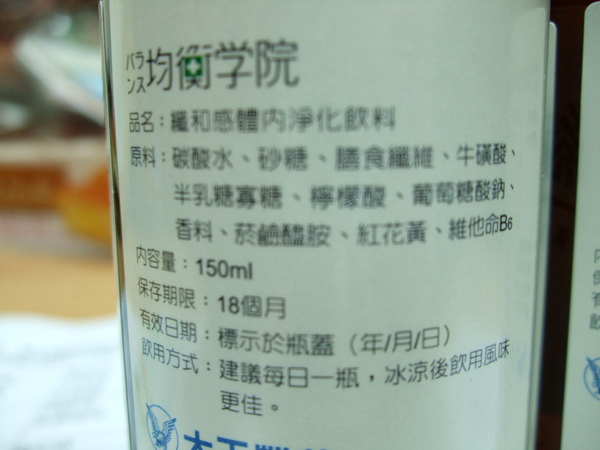 バランス 均衡学院
品名：纖和感體內淨化飲料
原料：碳酸水、砂糖、膳食纖維、牛磺酸、
半乳糖寡糖、檸檬酸、葡萄糖酸鈉、
香料、菸鹼醯胺、紅花黃、維他命B6
內容量：150ml
保存期限：18個月
有效日期：標示於瓶蓋（年/月/日）
飲用方式：建議每日一瓶，冰涼後飲用風味
更佳。